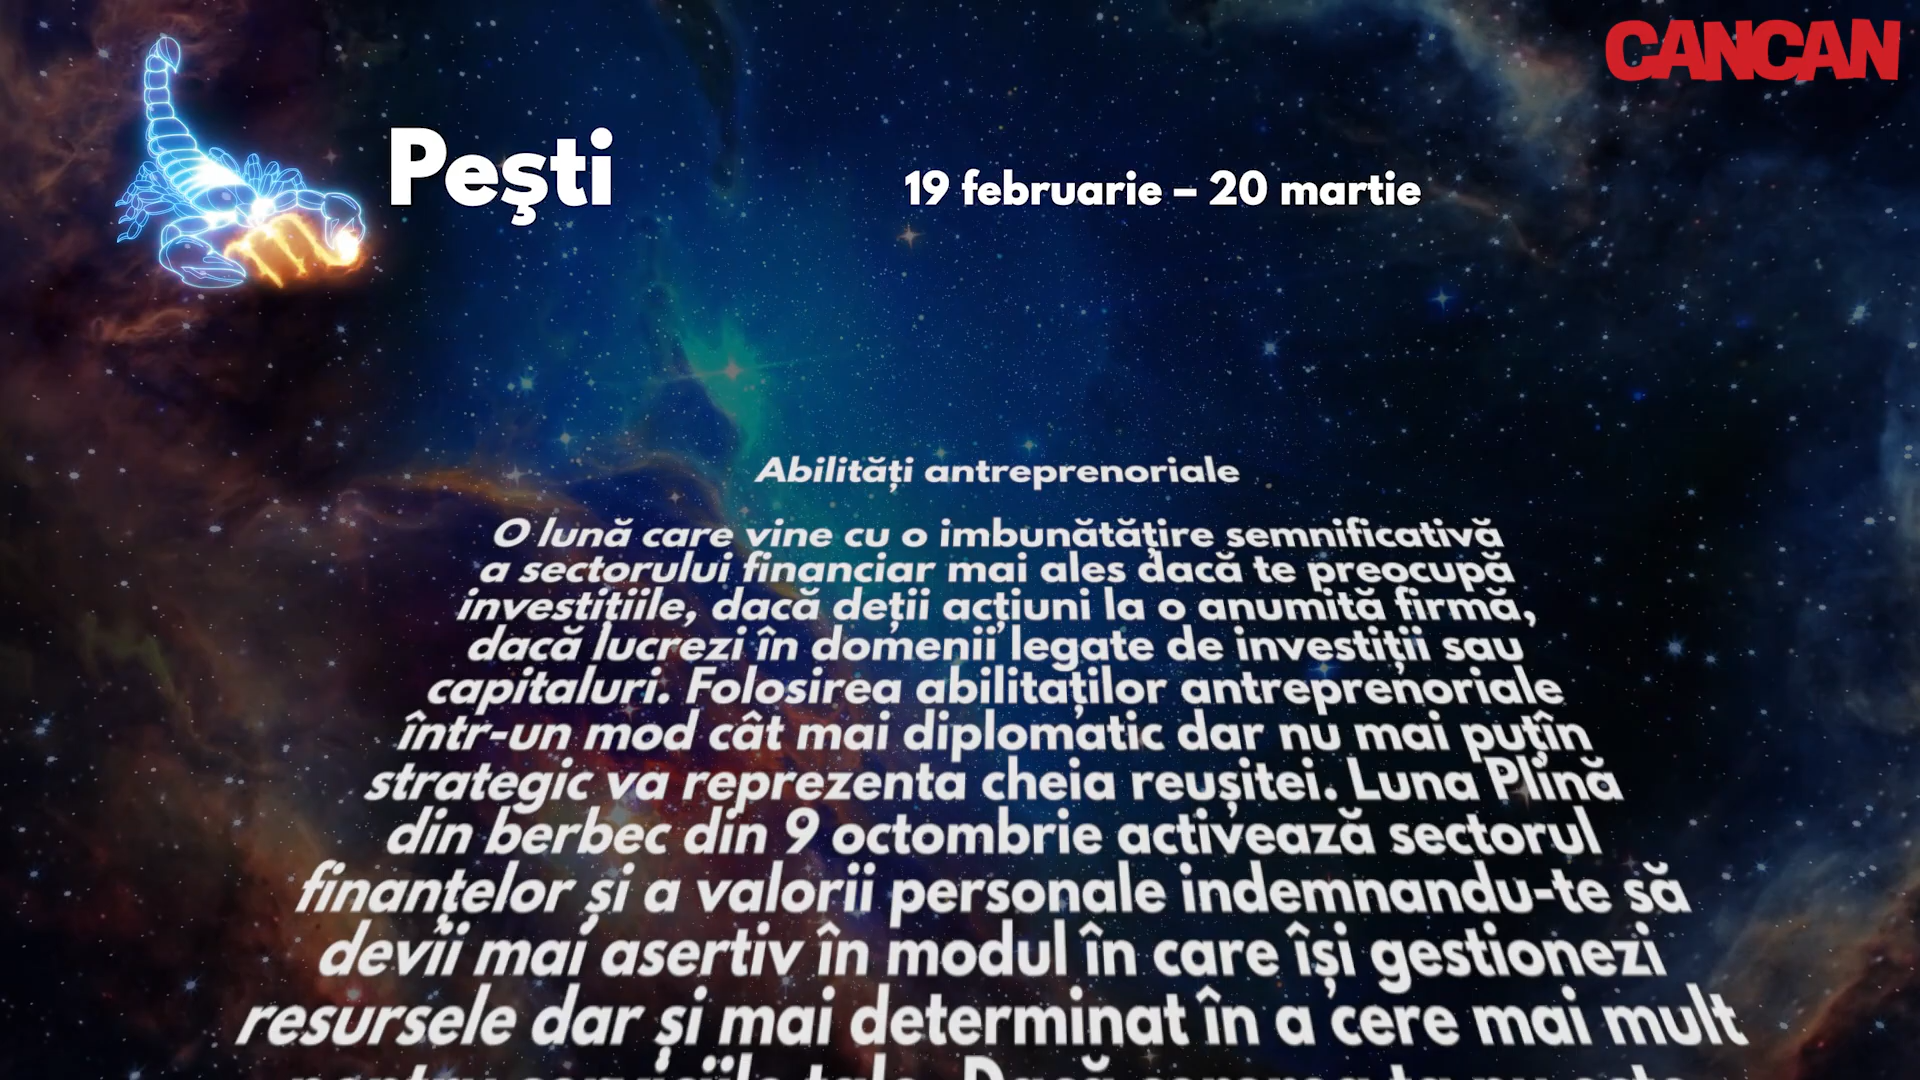 CANCAN
Peşti
19 februarie – 20 martie
Abilități antreprenoriale
O lună care vine cu o imbunătățire semnificativă
a sectorului financiar mai ales dacă te preocupă
investițiile, dacă deții acțiuni la o anumită firmă,
dacă lucrezi în domenii legate de investiții sau
capitaluri. Folosirea abilitaților antreprenoriale
într-un mod cât mai diplomatic dar nu mai puțîn
strategic va reprezenta cheia reușitei. Luna Plină
din berbec din 9 octombrie activează sectorul
finanțelor și a valorii personale indemnandu-te să
devii mai asertiv în modul în care își gestionezi
resursele dar și mai determinat în a cere mai mult